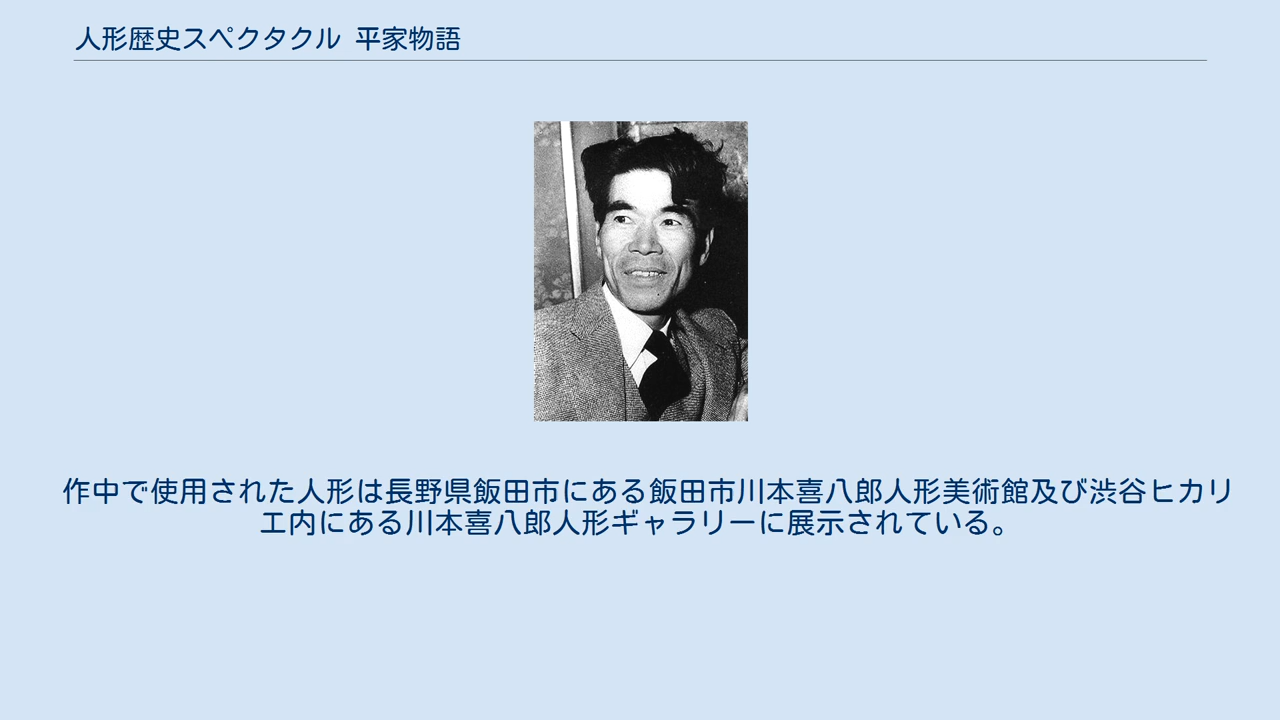 人形歴史スペクタクル 平家物語
作中で使用された人形は長野県飯田市にある飯田市川本喜八郎人形美術館及び渋谷ヒカリ
エ内にある川本喜八郎人形ギャラリーに展示されている。